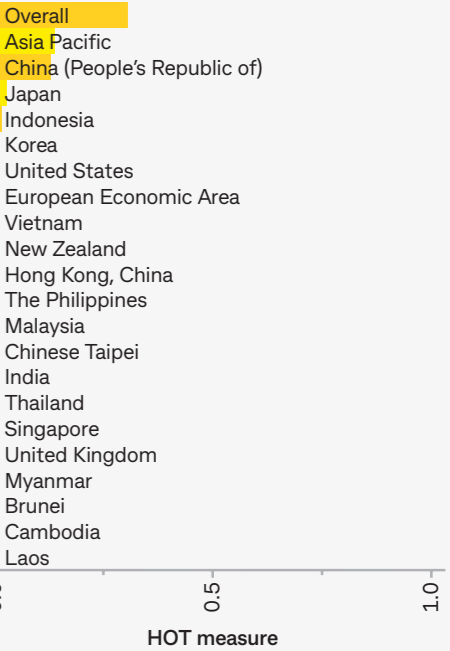 Overall
Asia Pacific
China (People's Republic of)
Japan
Indonesia
Korea
United States
European Economic Area
Vietnam
New Zealand
Hong Kong, China
The Philippines
Malaysia
Chinese Taipei
India
Thailand
Singapore
United Kingdom
Myanmar
Brunei
Cambodia
Laos
0.5
1.0
HOT measure